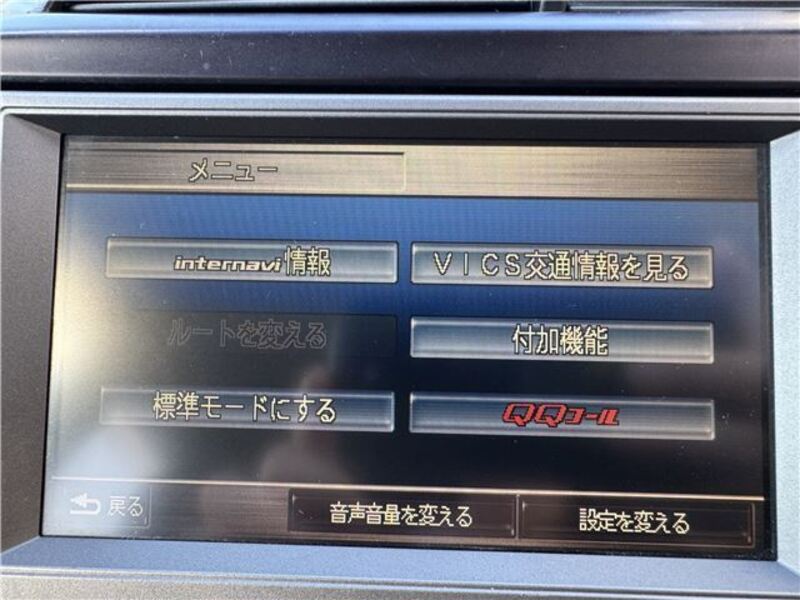 メニュー
internavi情報
VICS交通情報を見る
ルートを変える
付加機能
標準モードにする
QQコール
戻る
音声音量を変える
設定を変える